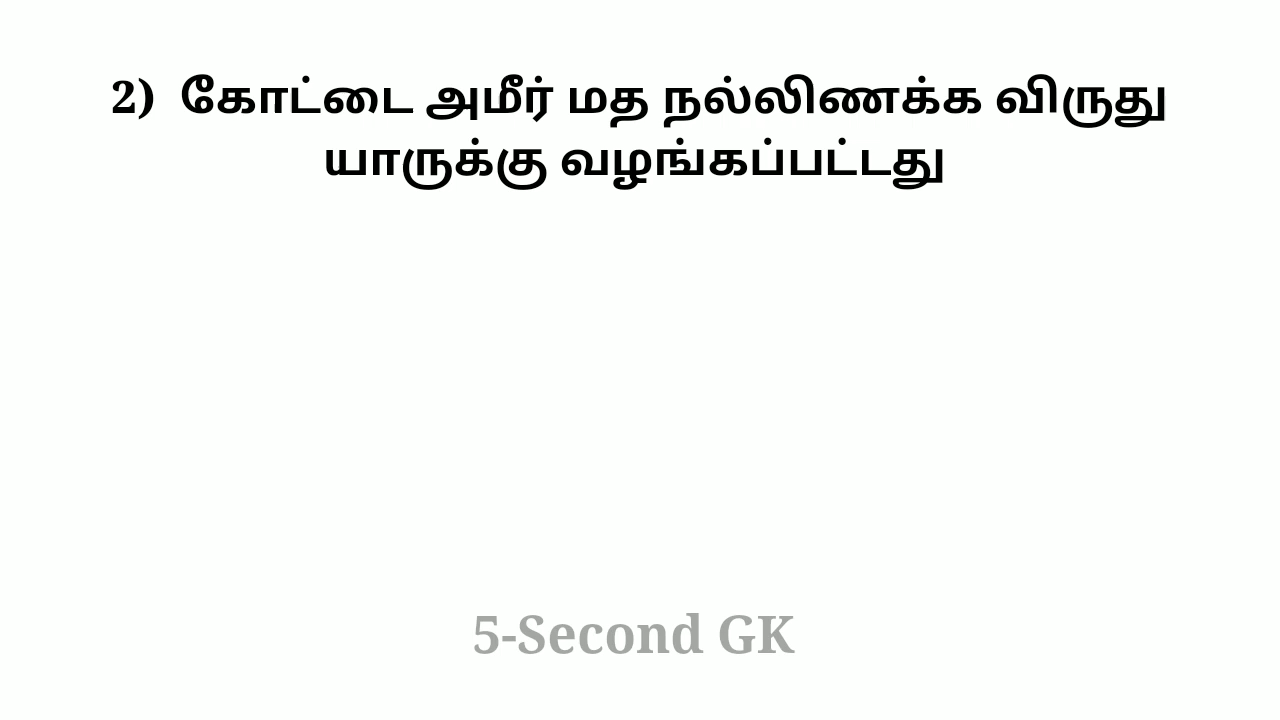 2) கோட்டை அமீர் மத நல்லிணக்க விருது
யாருக்கு வழங்கப்பட்டது
5-Second GK